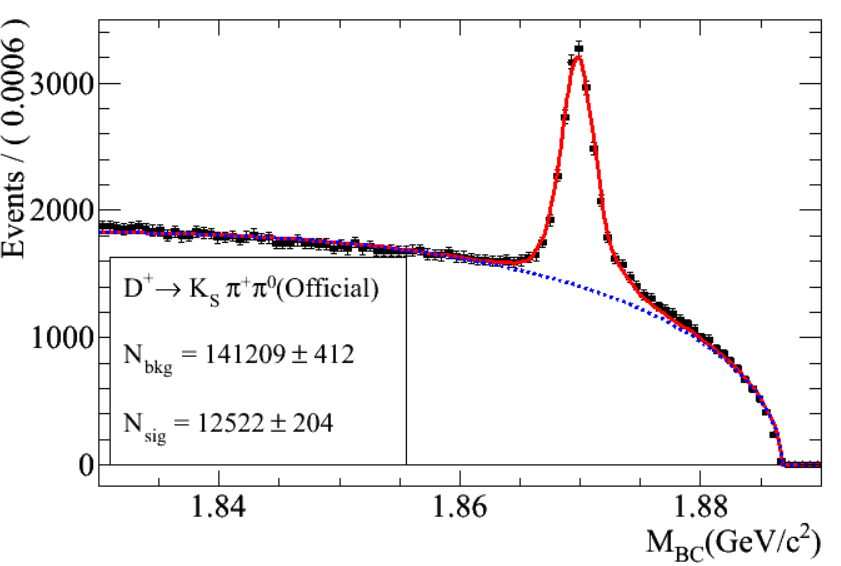 Events / ( 0.0006 )
3000
2000
1000
0
D⁺→ K_S π⁺π⁰(Official)
N_bkg = 141209 ± 412
N_sig = 12522 ± 204
1.84 1.86 1.88
M_BC(GeV/c²)